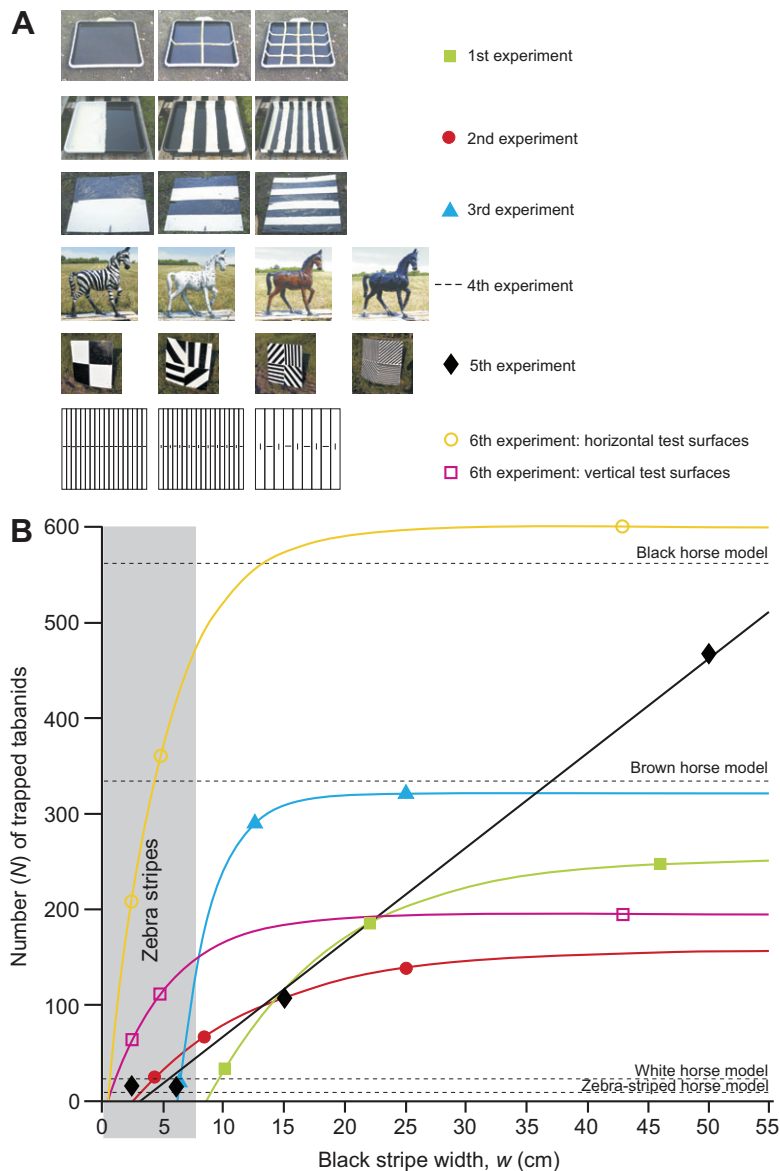 A
1st experiment
2nd experiment
3rd experiment
4th experiment
5th experiment
6th experiment: horizontal test surfaces
6th experiment: vertical test surfaces
B
Number (N) of trapped tabanids
600
500
400
300
200
100
0
Zebra stripes
Black horse model
Brown horse model
White horse model
Zebra-striped horse model
0 5 10 15 20 25 30 35 40 45 50 55
Black stripe width, w (cm)